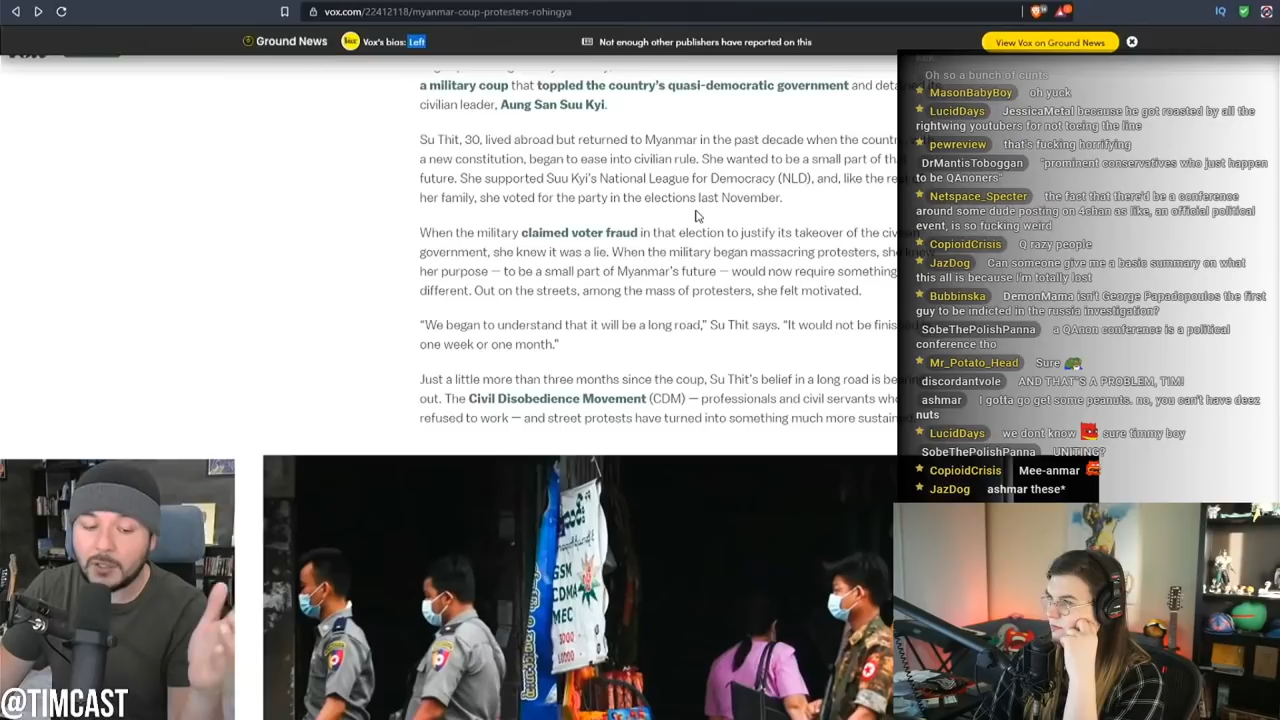 vox.com/22412118/myanmar-coup-protesters-rohingya
IQ
Ground News
Vox's bias: Left
Not enough other publishers have reported on this
View Vox on Ground News
a military coup that toppled the country's quasi-democratic government and
civilian leader, Aung San Suu Kyi.
Su Thit, 30, lived abroad but returned to Myanmar in the past decade when the
a new constitution, began to ease into civilian rule. She wanted to be a small part of
future. She supported Suu Kyi's National League for Democracy (NLD), and, like the
her family, she voted for the party in the elections last November.
When the military claimed voter fraud in that election to justify its takeover of the
government, she knew it was a lie. When the military began massacring protesters, she
her purpose — to be a small part of Myanmar's future — would now require something
different. Out on the streets, among the mass of protesters, she felt motivated.
“We began to understand that it will be a long road,” Su Thit says. “It would not be
one week or one month.”
Just a little more than three months since the coup, Su Thit's belief in a long road is
out. The Civil Disobedience Movement (CDM) — professionals and civil servants
refused to work — and street protests have turned into something much more
Oh so a bunch of cunts
MasonBabyBoy oh yuck
LucidDays JessicaMetal because he got roasted by all the
rightwing youtubers for not toeing the line
pewreview that's fucking horrifying
DrMantisToboggan "prominent conservatives who just happen
to be QAnoners"
Netspace_Specter the fact that there'd be a conference
around some dude posting on 4chan as like, an official political
event, is so fucking weird
CopioidCrisis Q razy people
JazDog Can someone give me a basic summary on what
this all is because I'm totally lost
Bubbinska DemonMama isn't George Papadopoulos the first
guy to be indicted in the russia investigation?
SobeThePolishPanna a QAnon conference is a political
conference tho
Mr_Potato_Head Sure
discordantvole AND THAT'S A PROBLEM, TIM!
ashmar I gotta go get some peanuts. no, you can't have deez
nuts
LucidDays we dont know sure timmy boy
SobeThePolishPanna UNITING?
CopioidCrisis Mee-anmar
JazDog ashmar these*
GSM
CDMA
MEC
@TIMCAST